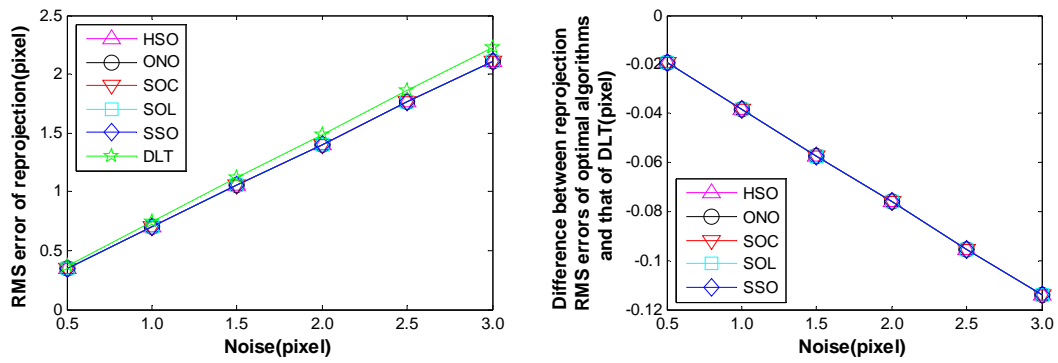 2.5
2
1.5
1
0.5
0
RMS error of reprojection(pixel)
HSO
ONO
SOC
SOL
SSO
DLT
0.5 1.0 1.5 2.0 2.5 3.0
Noise(pixel)
0
-0.02
-0.04
-0.06
-0.08
-0.1
-0.12
Difference between reprojection
RMS errors of optimal algorithms
and that of DLT(pixel)
HSO
ONO
SOC
SOL
SSO
0.5 1.0 1.5 2.0 2.5 3.0
Noise(pixel)